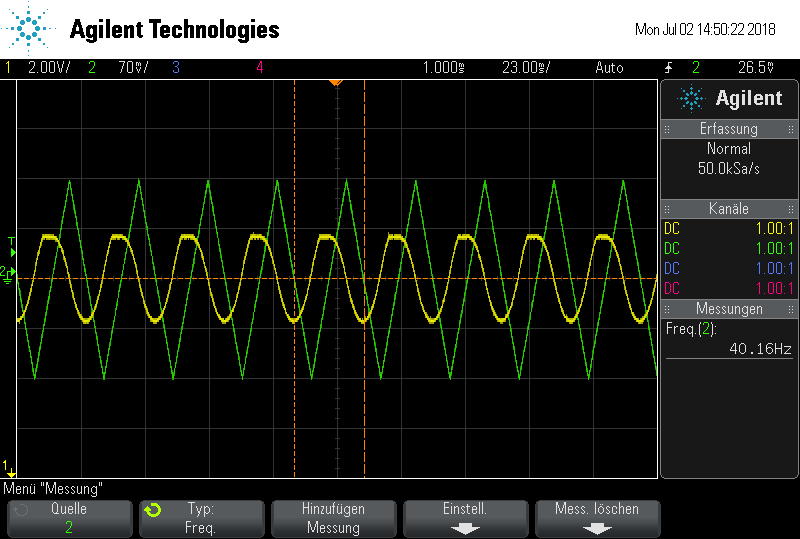 Agilent Technologies
Mon Jul 02 14:50:22 2018
1 2.00V/ 2 70mV/ 3 4 1.000s 23.00ms/ Auto 2 26.5mV
Agilent
Erfassung
Normal
50.0kSa/s
Kanäle
DC 1.00:1
DC 1.00:1
DC 1.00:1
DC 1.00:1
Messungen
Freq.(2):
40.16Hz
T
2
1
Menü "Messung"
Quelle
2
Typ:
Freq.
Hinzufügen
Messung
Einstell.
Mess. löschen